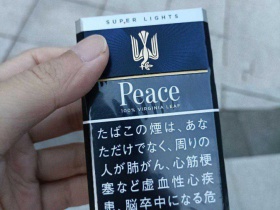 SUPER LIGHTS
Peace
100% VIRGINIA LEAF
たばこの煙は、あな
ただけでなく、周りの
人が肺がん、心筋梗
塞など虚血性心疾
患、脳卒中になる危